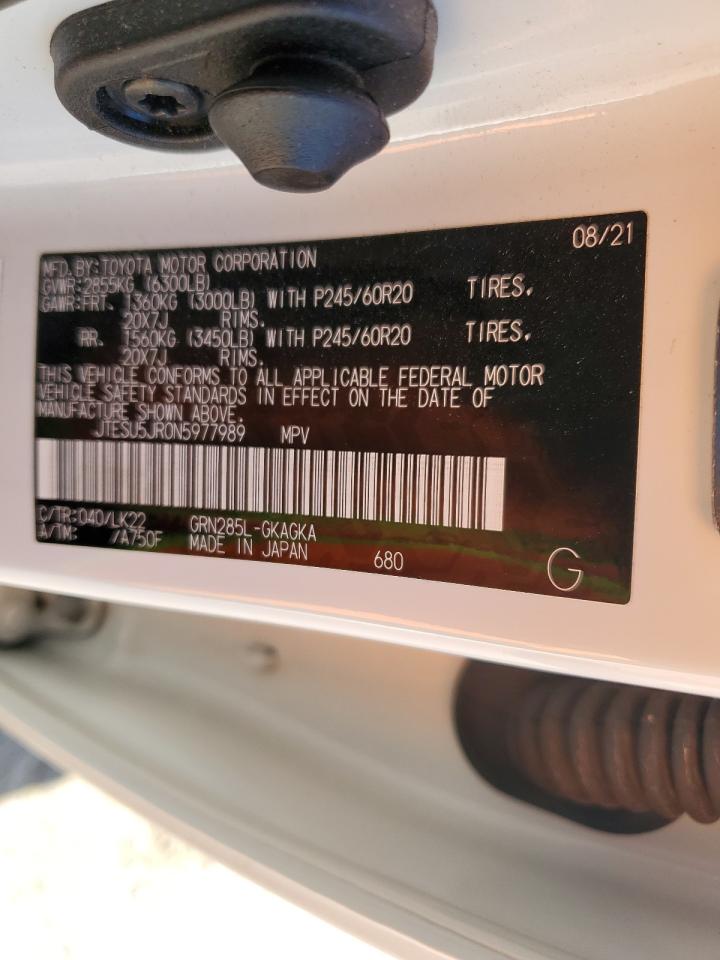 08/21
MFD.BY:TOYOTA MOTOR CORPORATION
GVWR:2855KG (6300LB)
GAWR:FRT. 1360KG (3000LB) WITH P245/60R20 TIRES.
20X7J RIMS.
RR. 1560KG (3450LB) WITH P245/60R20 TIRES.
20X7J RIMS.
THIS VEHICLE CONFORMS TO ALL APPLICABLE FEDERAL MOTOR
VEHICLE SAFETY STANDARDS IN EFFECT ON THE DATE OF
MANUFACTURE SHOWN ABOVE.
JTESU5JR0N5977989 MPV
C/TR:040/LK22 GRN285L-GKAGKA
A/TM: /A750F MADE IN JAPAN 680 G